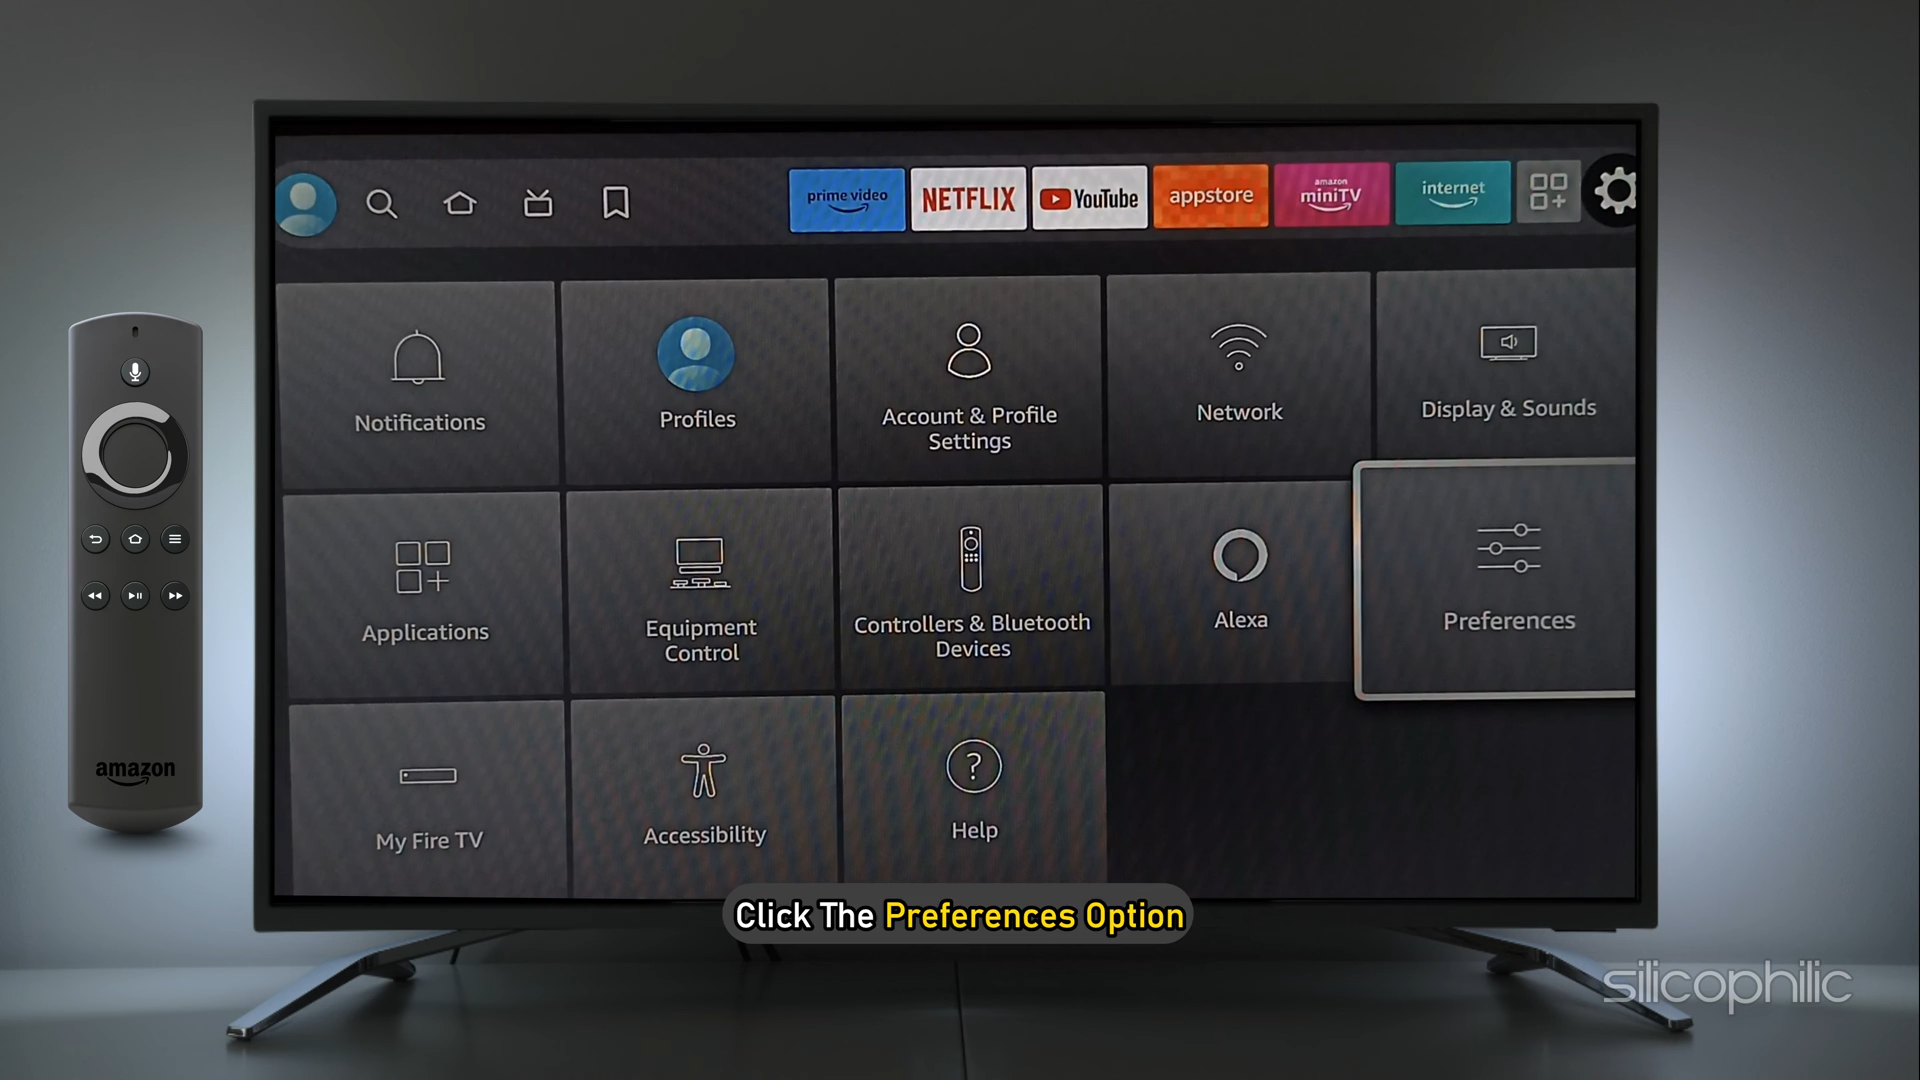 prime video
NETFLIX
YouTube
appstore
amazon
miniTV
internet
Notifications
Profiles
Account & Profile
Settings
Network
Display & Sounds
Applications
Equipment
Control
Controllers & Bluetooth
Devices
Alexa
Preferences
My Fire TV
Accessibility
Help
amazon
Click The Preferences Option
silicophilic